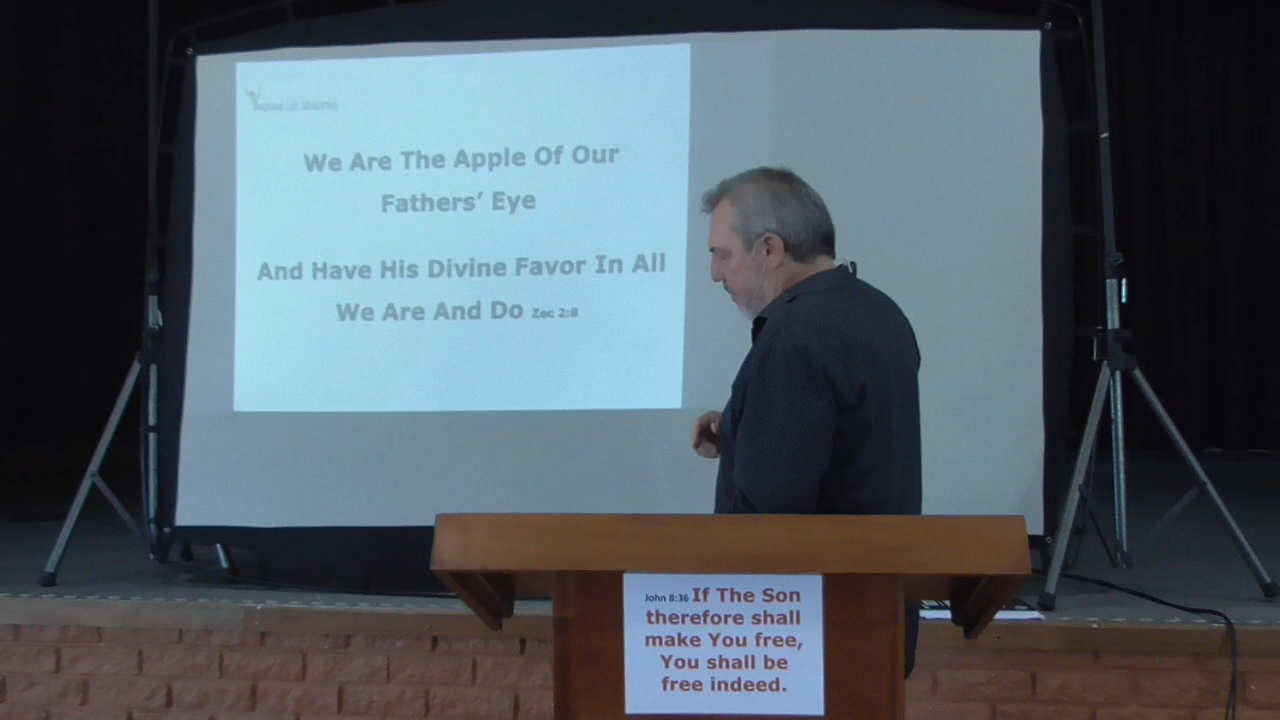 We Are The Apple Of Our
Fathers’ Eye
And Have His Divine Favor In All
We Are And Do Zec 2:8
John 8:36 If The Son
therefore shall
make You free,
You shall be
free indeed.